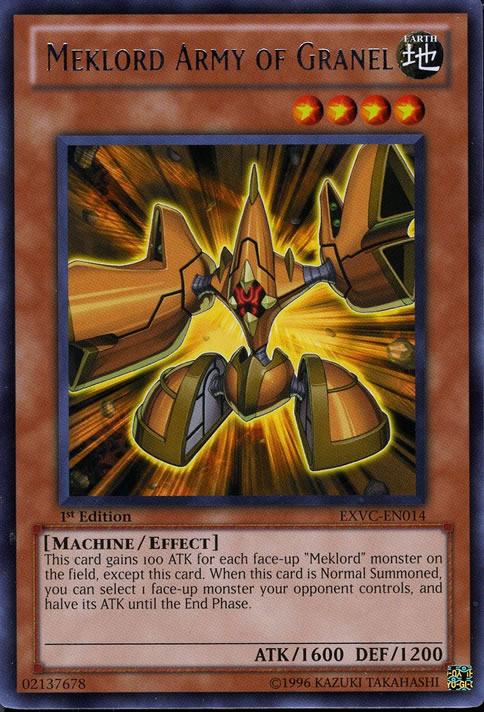 MEKLORD ARMY OF GRANEL
EARTH
地
1st Edition
EXVC-EN014
[MACHINE / EFFECT]
This card gains 100 ATK for each face-up “Meklord” monster
on the field, except this card. When this card is Normal Summoned,
you can select 1 face-up monster your opponent controls, and
halve its ATK until the End Phase.
ATK/1600 DEF/1200
02137678
©1996 KAZUKI TAKAHASHI